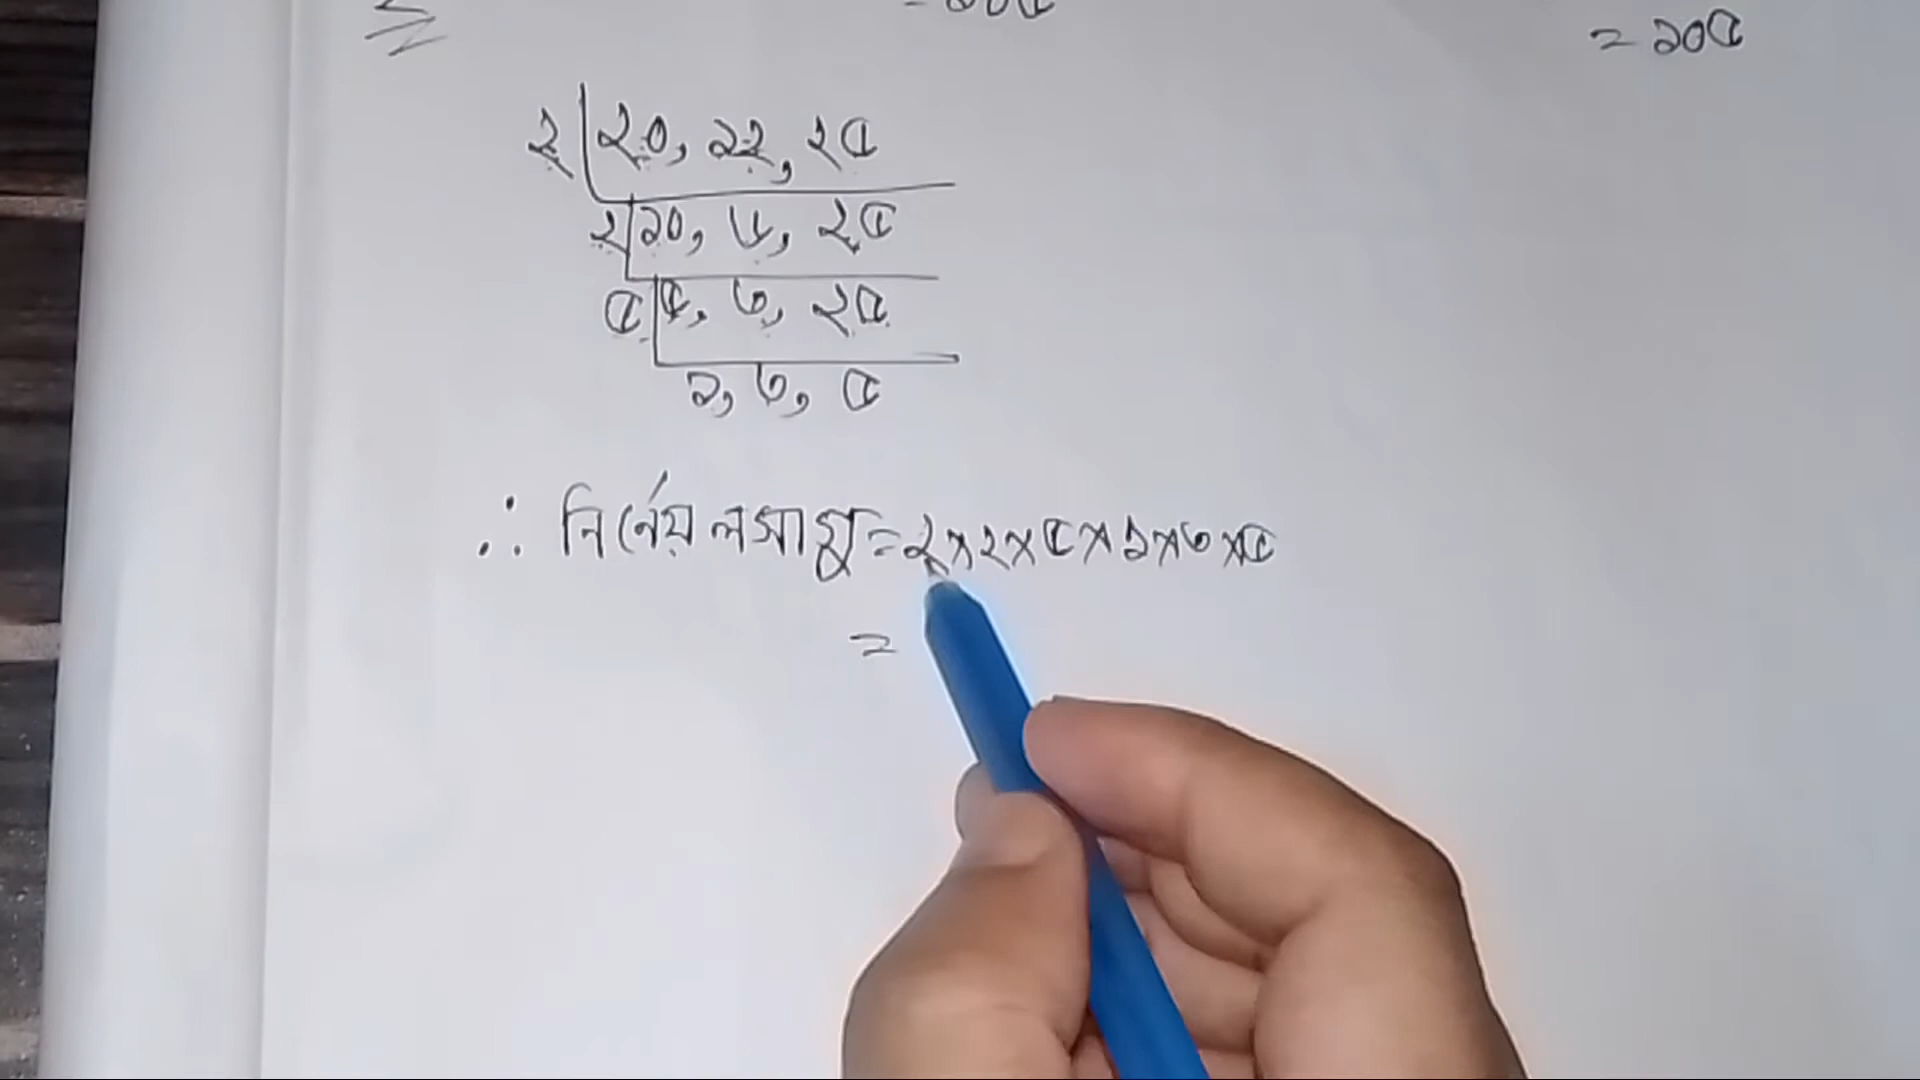 = ১০৫
২ ২০, ১২, ২৫
২ ১০, ৬, ২৫
৫ ৫, ৩, ২৫
১, ৩, ৫
∴ নির্নেয় লসাগু = ২×২×৫×১×৩×৫
=